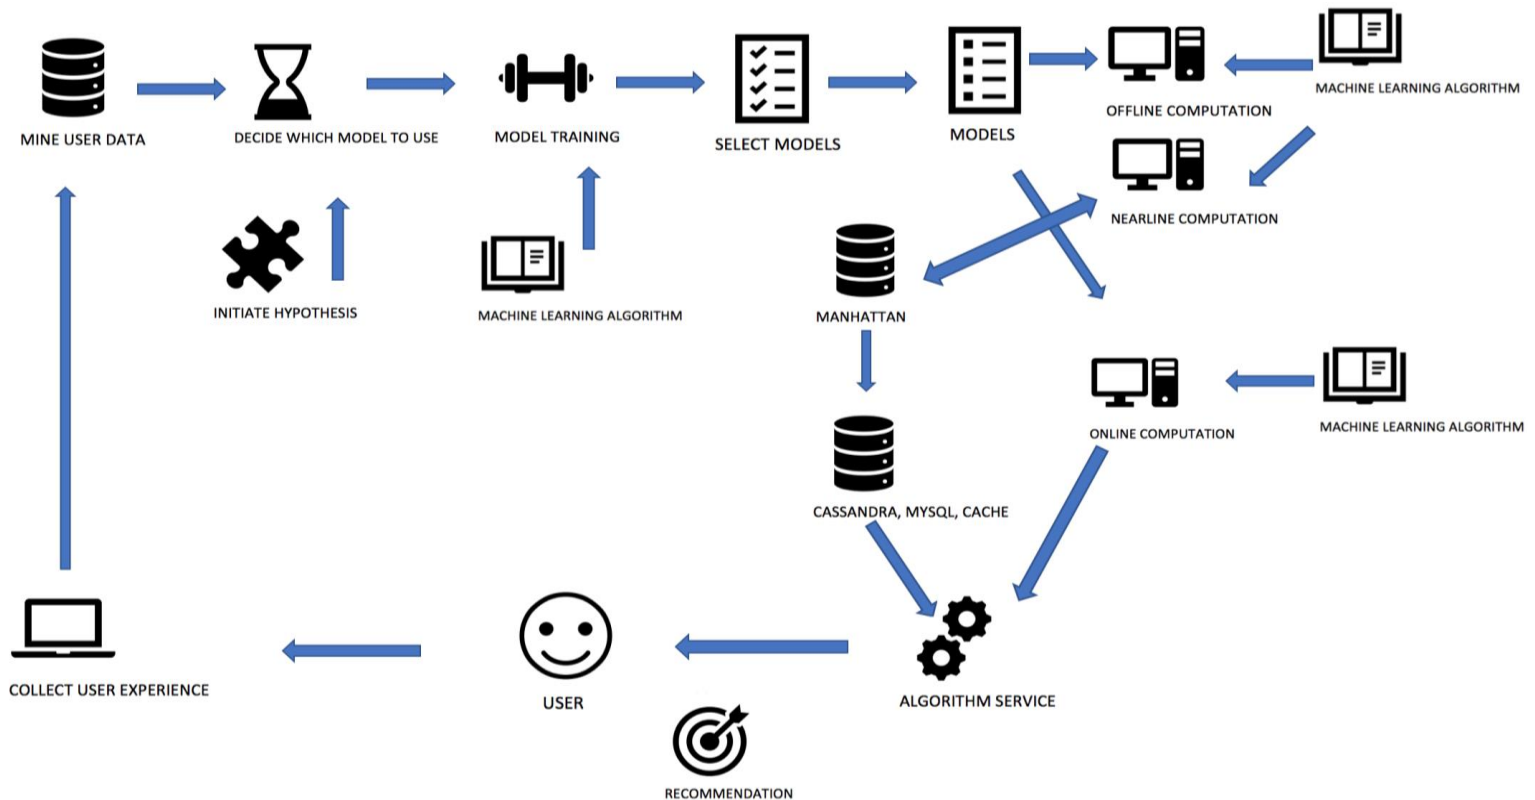 MINE USER DATA
DECIDE WHICH MODEL TO USE
MODEL TRAINING
SELECT MODELS
MODELS
OFFLINE COMPUTATION
MACHINE LEARNING ALGORITHM
NEARLINE COMPUTATION
INITIATE HYPOTHESIS
MACHINE LEARNING ALGORITHM
MANHATTAN
ONLINE COMPUTATION
MACHINE LEARNING ALGORITHM
CASSANDRA, MYSQL, CACHE
COLLECT USER EXPERIENCE
USER
ALGORITHM SERVICE
RECOMMENDATION